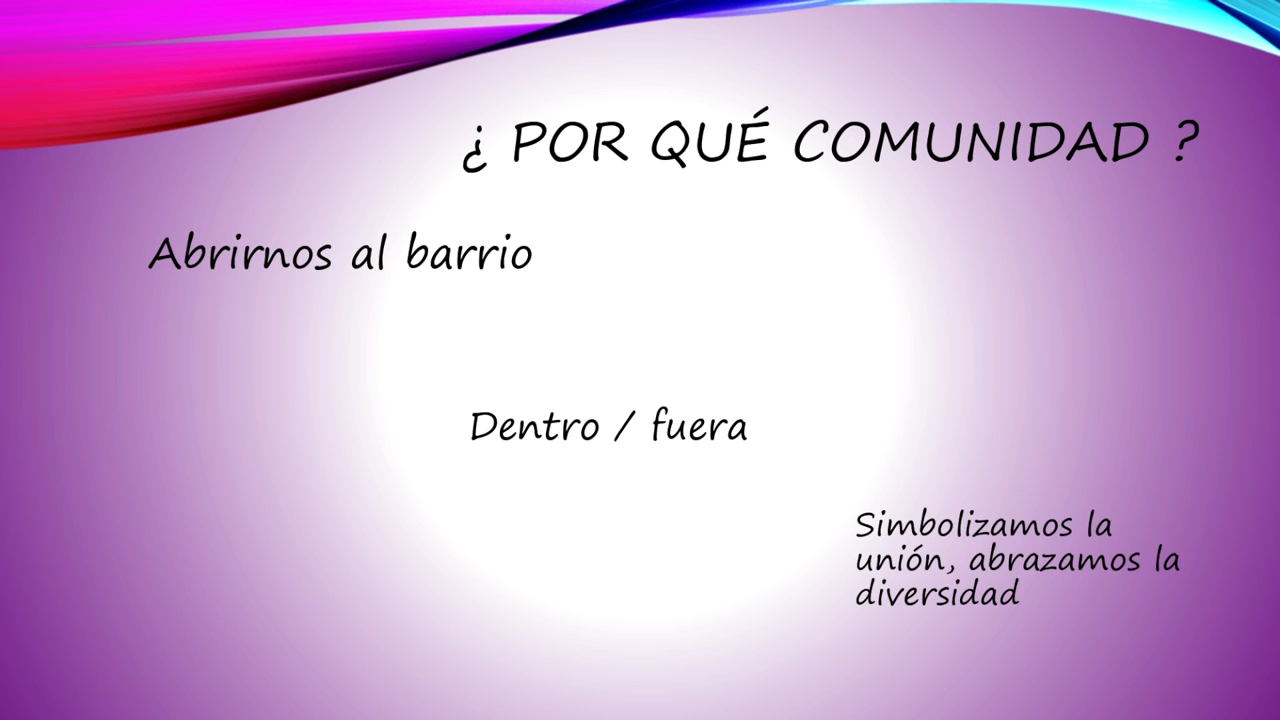 ¿ POR QUÉ COMUNIDAD ?
Abrirnos al barrio
Dentro / fuera
Simbolizamos la
unión, abrazamos la
diversidad